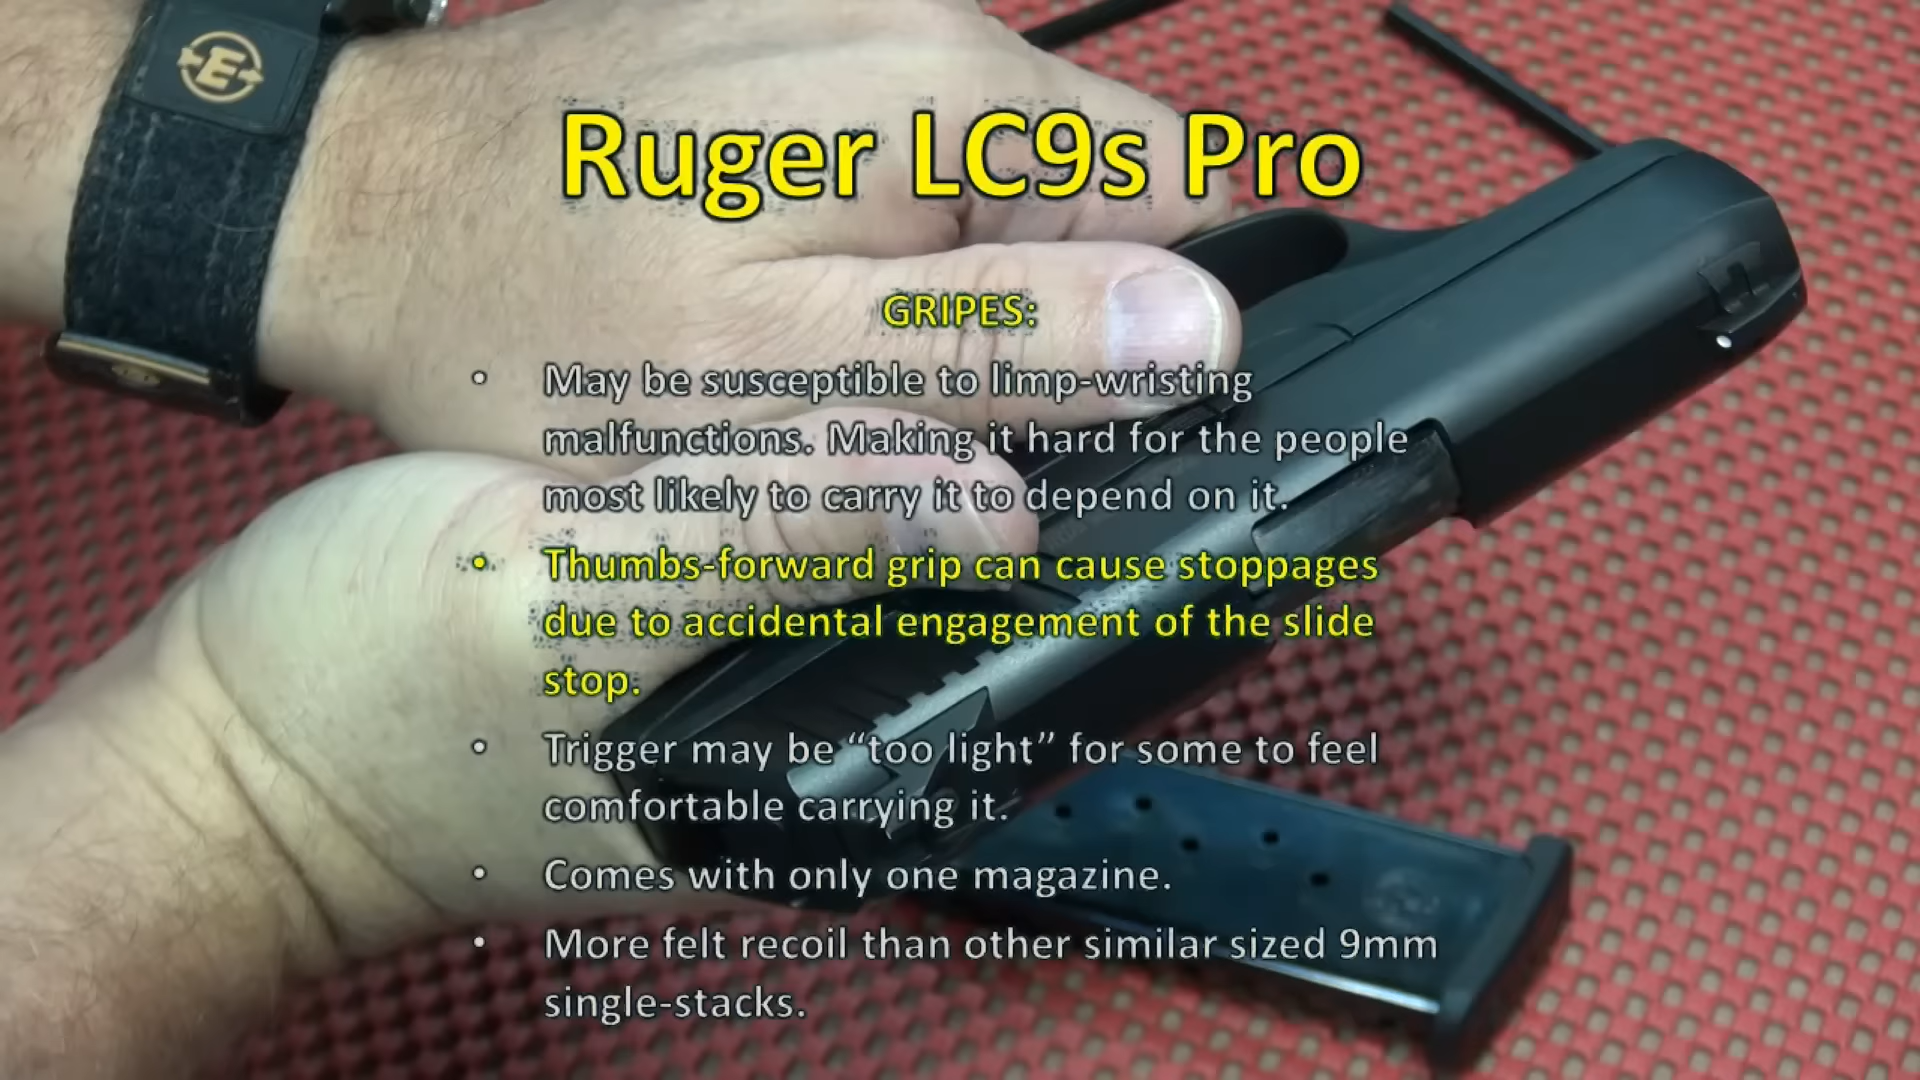 E
Ruger LC9s Pro
GRIPES:
• May be susceptible to limp-wristing
malfunctions. Making it hard for the people
most likely to carry it to depend on it.
• Thumbs-forward grip can cause stoppages
due to accidental engagement of the slide
stop.
• Trigger may be “too light” for some to feel
comfortable carrying it.
• Comes with only one magazine.
• More felt recoil than other similar sized 9mm
single-stacks.